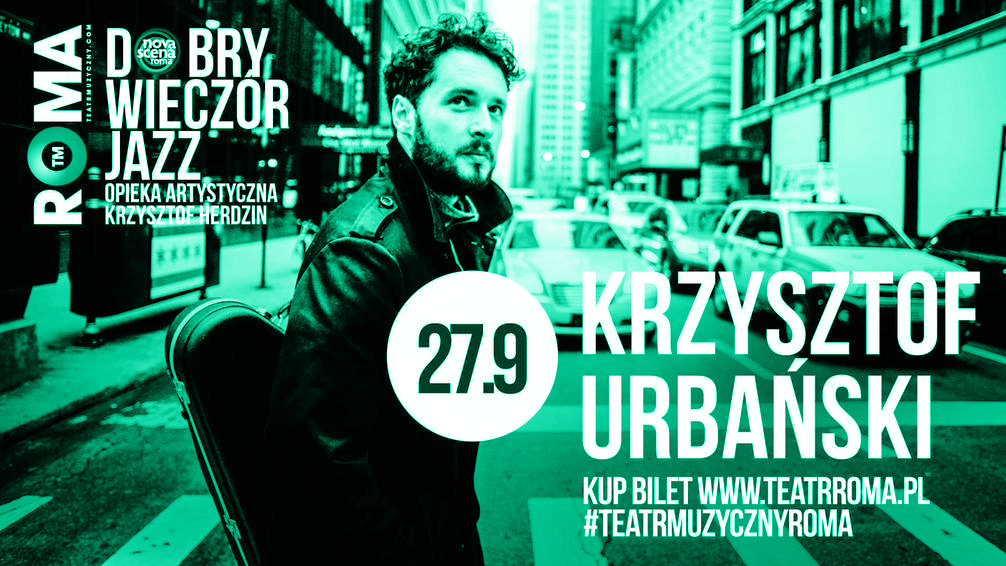 ROMA
TM
TEATRMUZYCZNY.COM
DOBRY
nova
scena
roma
WIECZÓR
JAZZ
OPIEKA ARTYSTYCZNA
KRZYSZTOF HERDZIN
27.9
KRZYSZTOF
URBAŃSKI
KUP BILET WWW.TEATRROMA.PL
#TEATRMUZYCZNYROMA